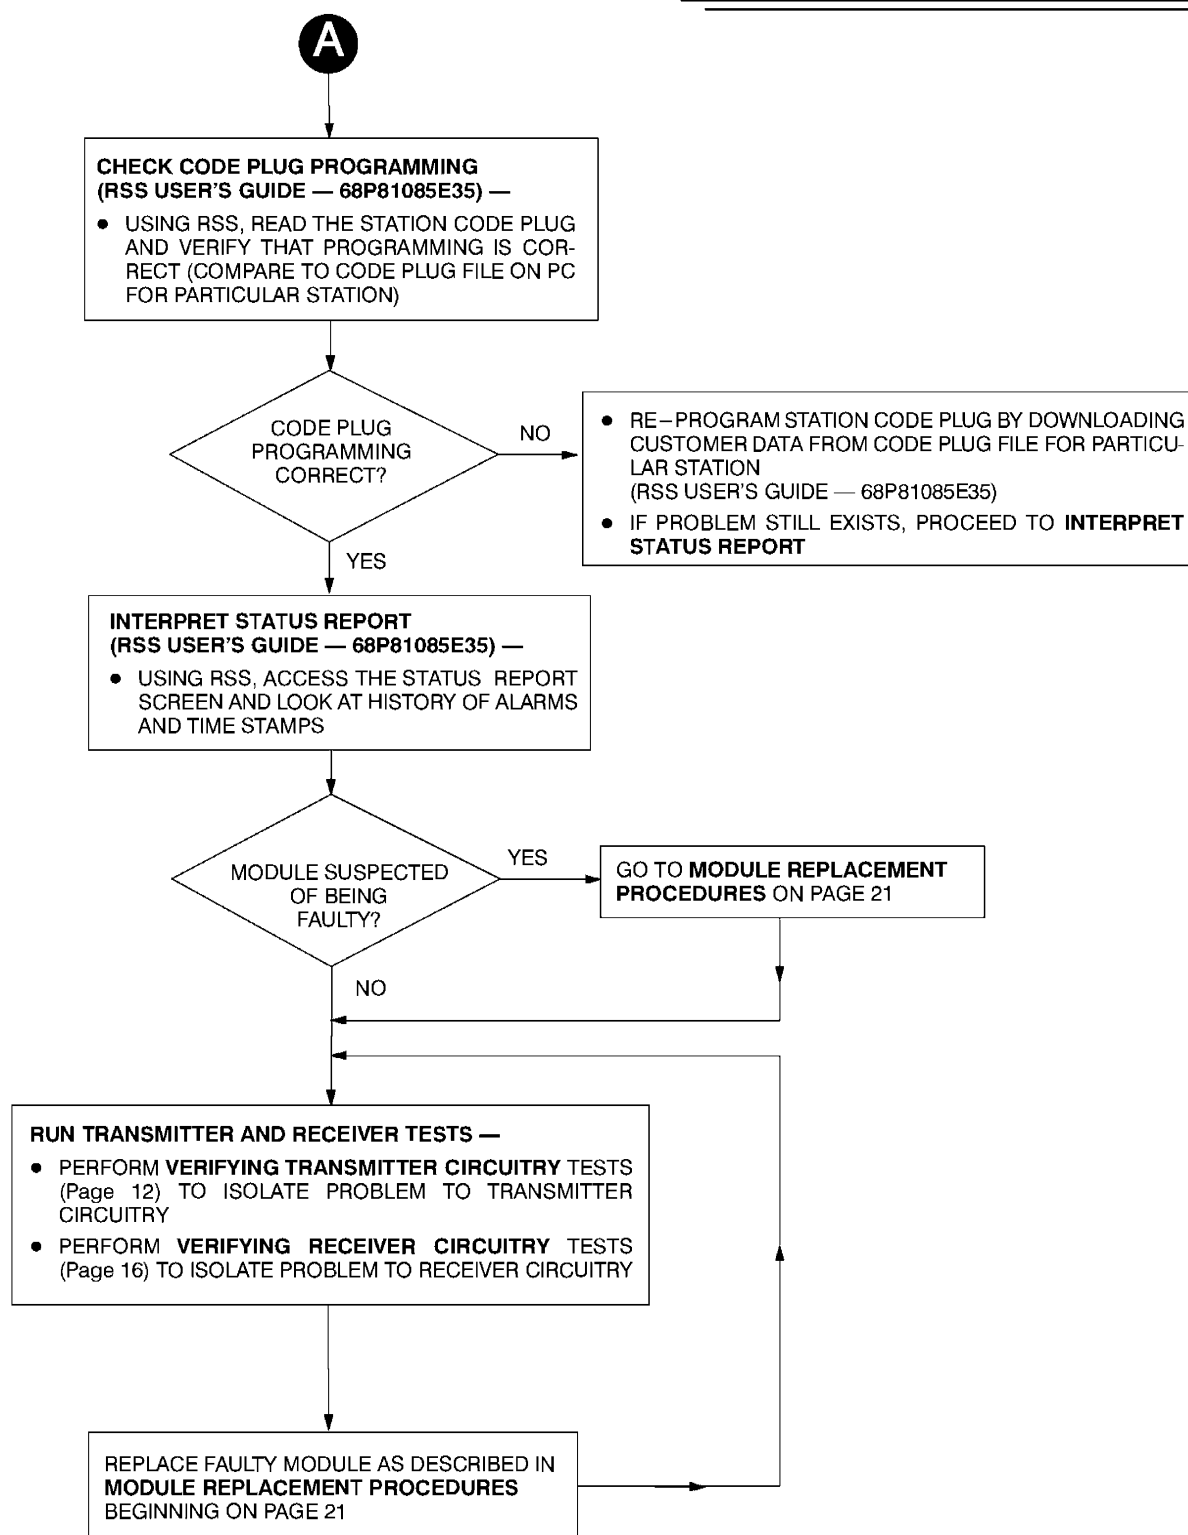 A
CHECK CODE PLUG PROGRAMMING
(RSS USER'S GUIDE — 68P81085E35) —
● USING RSS, READ THE STATION CODE PLUG
AND VERIFY THAT PROGRAMMING IS COR-
RECT (COMPARE TO CODE PLUG FILE ON PC
FOR PARTICULAR STATION)
CODE PLUG
PROGRAMMING
CORRECT?
NO
● RE–PROGRAM STATION CODE PLUG BY DOWNLOADING
CUSTOMER DATA FROM CODE PLUG FILE FOR PARTICU-
LAR STATION
(RSS USER'S GUIDE — 68P81085E35)
● IF PROBLEM STILL EXISTS, PROCEED TO INTERPRET
STATUS REPORT
YES
INTERPRET STATUS REPORT
(RSS USER'S GUIDE — 68P81085E35) —
● USING RSS, ACCESS THE STATUS REPORT
SCREEN AND LOOK AT HISTORY OF ALARMS
AND TIME STAMPS
MODULE SUSPECTED
OF BEING
FAULTY?
YES
GO TO MODULE REPLACEMENT
PROCEDURES ON PAGE 21
NO
RUN TRANSMITTER AND RECEIVER TESTS —
● PERFORM VERIFYING TRANSMITTER CIRCUITRY TESTS
(Page 12) TO ISOLATE PROBLEM TO TRANSMITTER
CIRCUITRY
● PERFORM VERIFYING RECEIVER CIRCUITRY TESTS
(Page 16) TO ISOLATE PROBLEM TO RECEIVER CIRCUITRY
REPLACE FAULTY MODULE AS DESCRIBED IN
MODULE REPLACEMENT PROCEDURES
BEGINNING ON PAGE 21